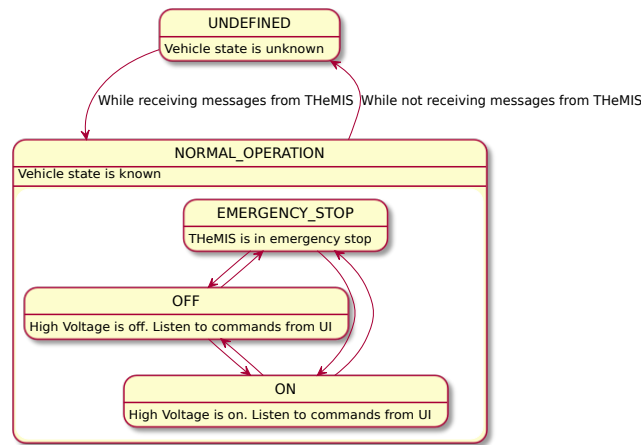 UNDEFINED
Vehicle state is unknown
While receiving messages from THeMIS
While not receiving messages from THeMIS
NORMAL_OPERATION
Vehicle state is known
EMERGENCY_STOP
THeMIS is in emergency stop
OFF
High Voltage is off. Listen to commands from UI
ON
High Voltage is on. Listen to commands from UI